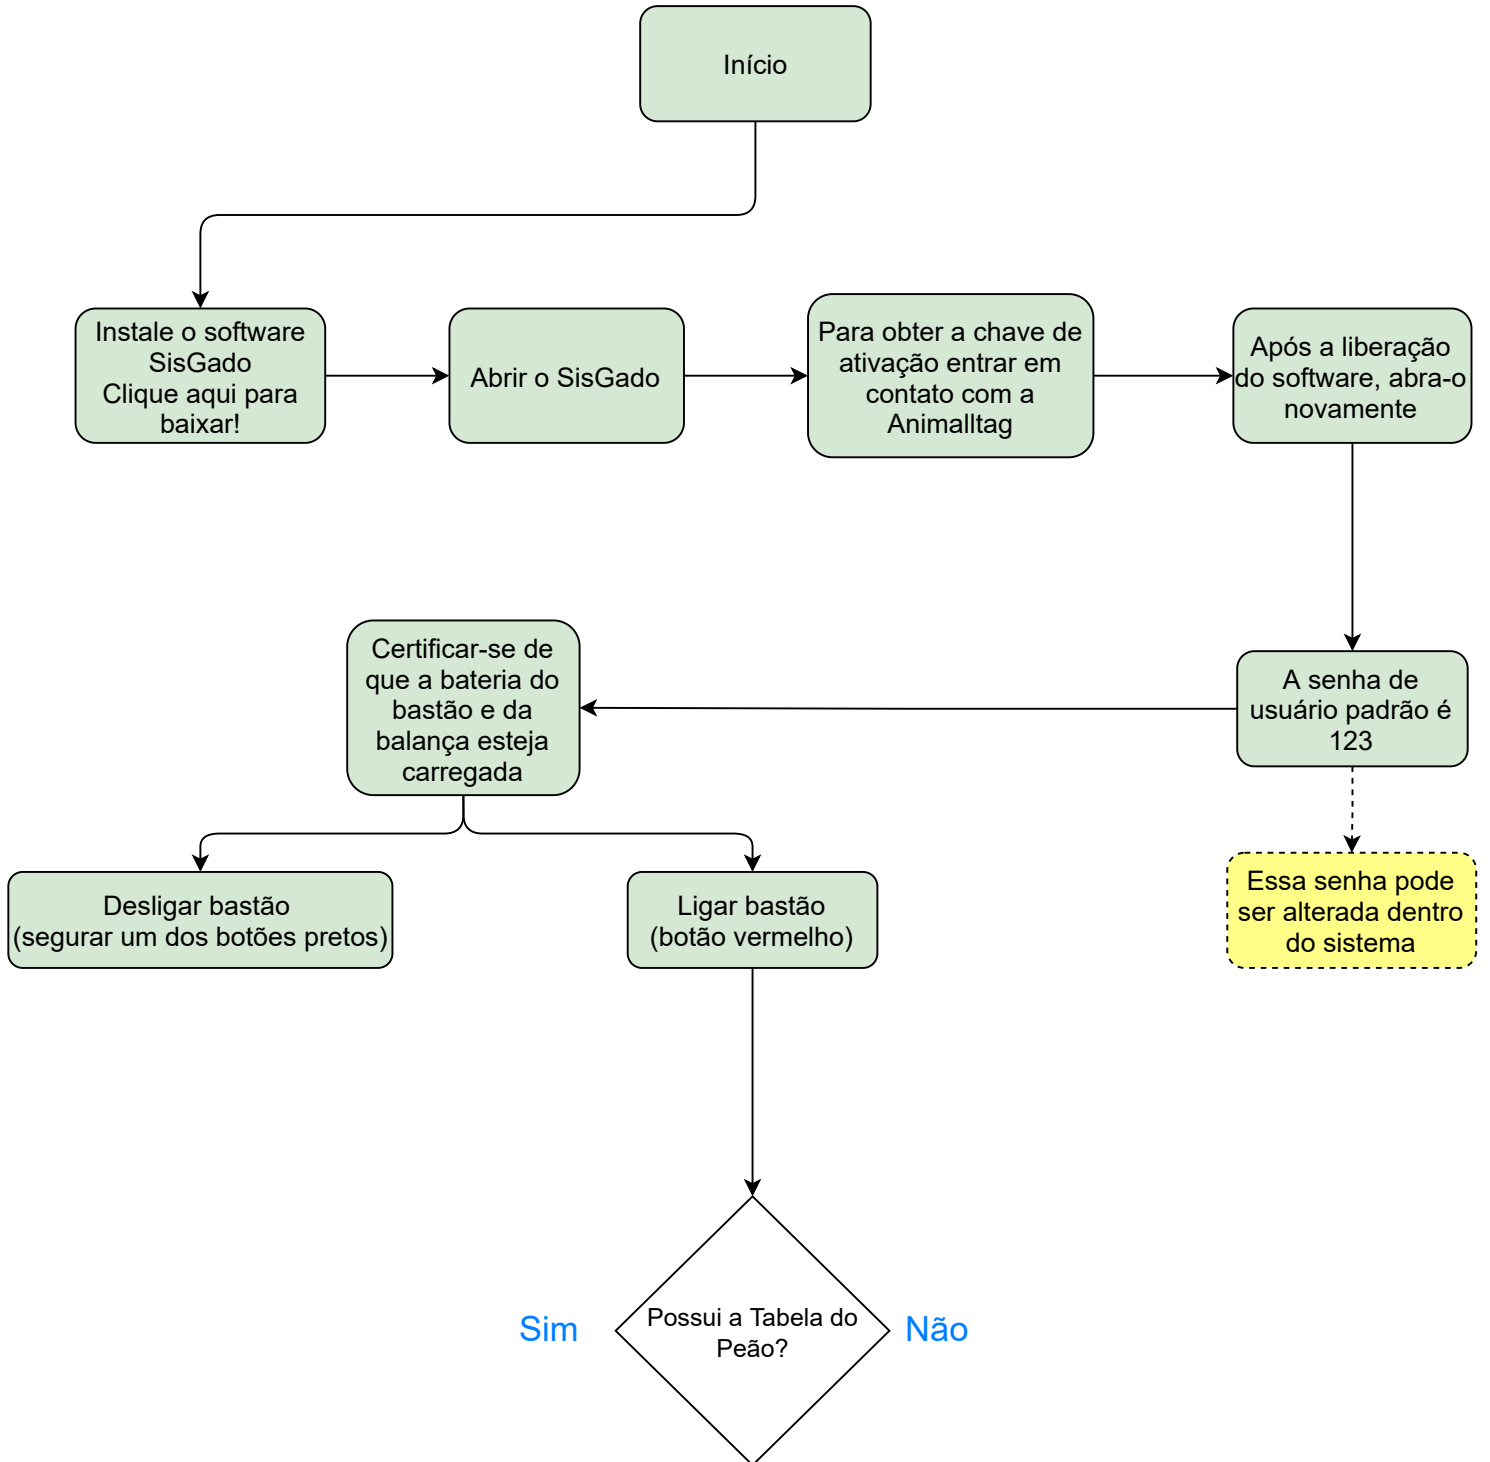 Início
Instale o software
SisGado
Clique aqui para
baixar!
Abrir o SisGado
Para obter a chave de
ativação entrar em
contato com a
Animalltag
Após a liberação
do software, abra-o
novamente
Certificar-se de
que a bateria do
bastão e da
balança esteja
carregada
A senha de
usuário padrão é
123
Desligar bastão
(segurar um dos botões pretos)
Ligar bastão
(botão vermelho)
Essa senha pode
ser alterada dentro
do sistema
Sim
Possui a Tabela do
Peão?
Não